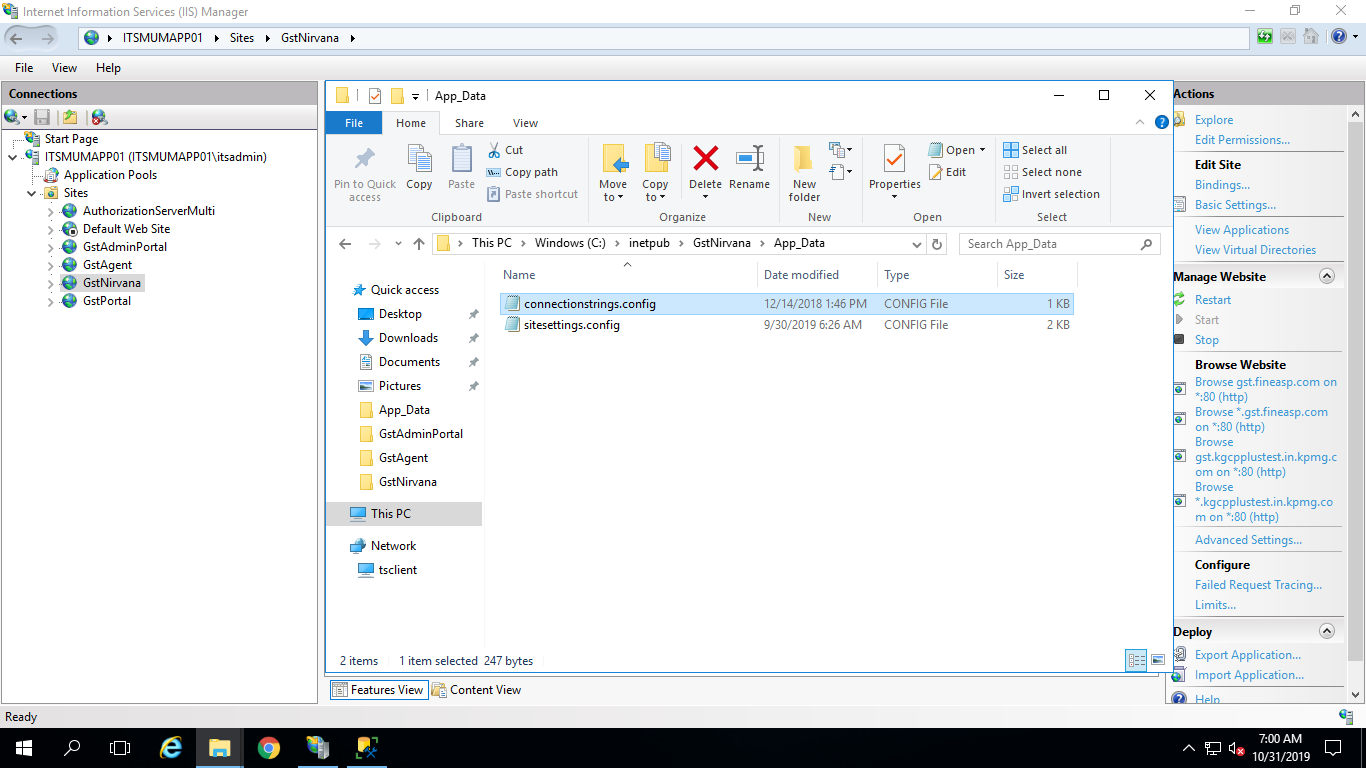 Internet Information Services (IIS) Manager
ITSMUMAPP01 Sites GstNirvana
File View Help
Connections
Start Page
ITSMUMAPP01 (ITSMUMAPP01\itsadmin)
Application Pools
Sites
AuthorizationServerMulti
Default Web Site
GstAdminPortal
GstAgent
GstNirvana
GstPortal
App_Data
File Home Share View
Pin to Quick access
Copy
Paste
Cut
Copy path
Paste shortcut
Clipboard
Move to
Copy to
Delete
Rename
Organize
New folder
New
Properties
Open
Edit
Open
Select all
Select none
Invert selection
Select
This PC Windows (C:) inetpub GstNirvana App_Data
Search App_Data
Quick access
Desktop
Downloads
Documents
Pictures
App_Data
GstAdminPortal
GstAgent
GstNirvana
This PC
Network
tsclient
Name Date modified Type Size
connectionstrings.config 12/14/2018 1:46 PM CONFIG File 1 KB
sitesettings.config 9/30/2019 6:26 AM CONFIG File 2 KB
2 items 1 item selected 247 bytes
Features View Content View
Actions
Explore
Edit Permissions...
Edit Site
Bindings...
Basic Settings...
View Applications
View Virtual Directories
Manage Website
Restart
Start
Stop
Browse Website
Browse gst.fineasp.com on
*:80 (http)
Browse *.gst.fineasp.com
on *:80 (http)
Browse
gst.kgcpplustest.in.kpmg.c
om on *:80 (http)
Browse
*.kgcpplustest.in.kpmg.co
m on *:80 (http)
Advanced Settings...
Configure
Failed Request Tracing...
Limits...
Deploy
Export Application...
Import Application...
Help
Ready
7:00 AM
10/31/2019